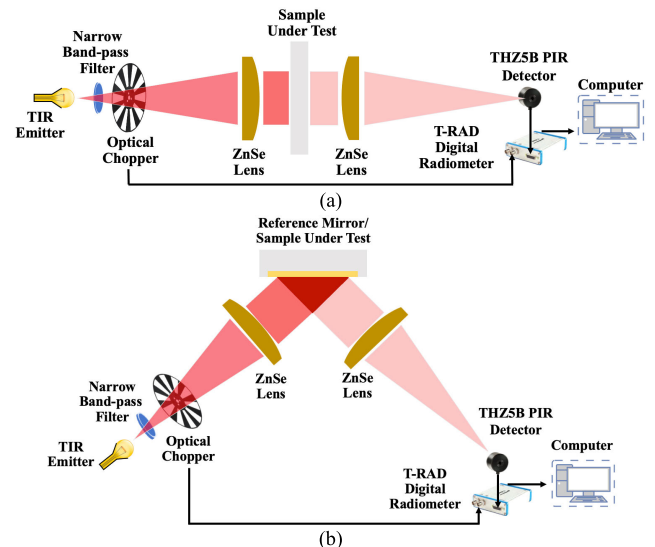 Sample
Under Test
Narrow
Band-pass
Filter
THZ5B PIR
Detector
Computer
TIR
Emitter
Optical
Chopper
ZnSe
Lens
ZnSe
Lens
T-RAD
Digital
Radiometer
(a)
Reference Mirror/
Sample Under Test
ZnSe
Lens
ZnSe
Lens
Narrow
Band-pass
Filter
THZ5B PIR
Detector
TIR
Emitter
Optical
Chopper
Computer
T-RAD
Digital
Radiometer
(b)